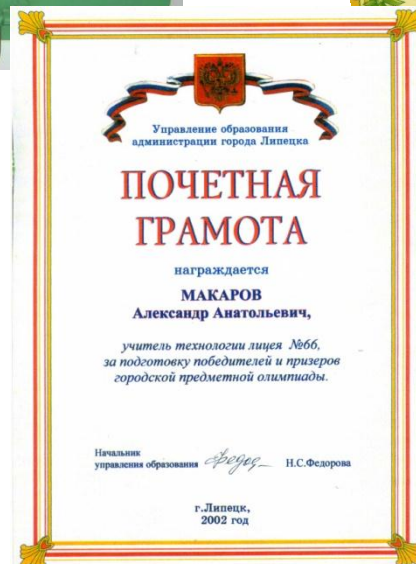 Управление образования
администрации города Липецка
ПОЧЕТНАЯ
ГРАМОТА
награждается
МАКАРОВ
Александр Анатольевич,
учитель технологии лицея №66,
за подготовку победителей и призеров
городской предметной олимпиады.
Начальник
управления образования Н.С.Федорова
г.Липецк,
2002 год